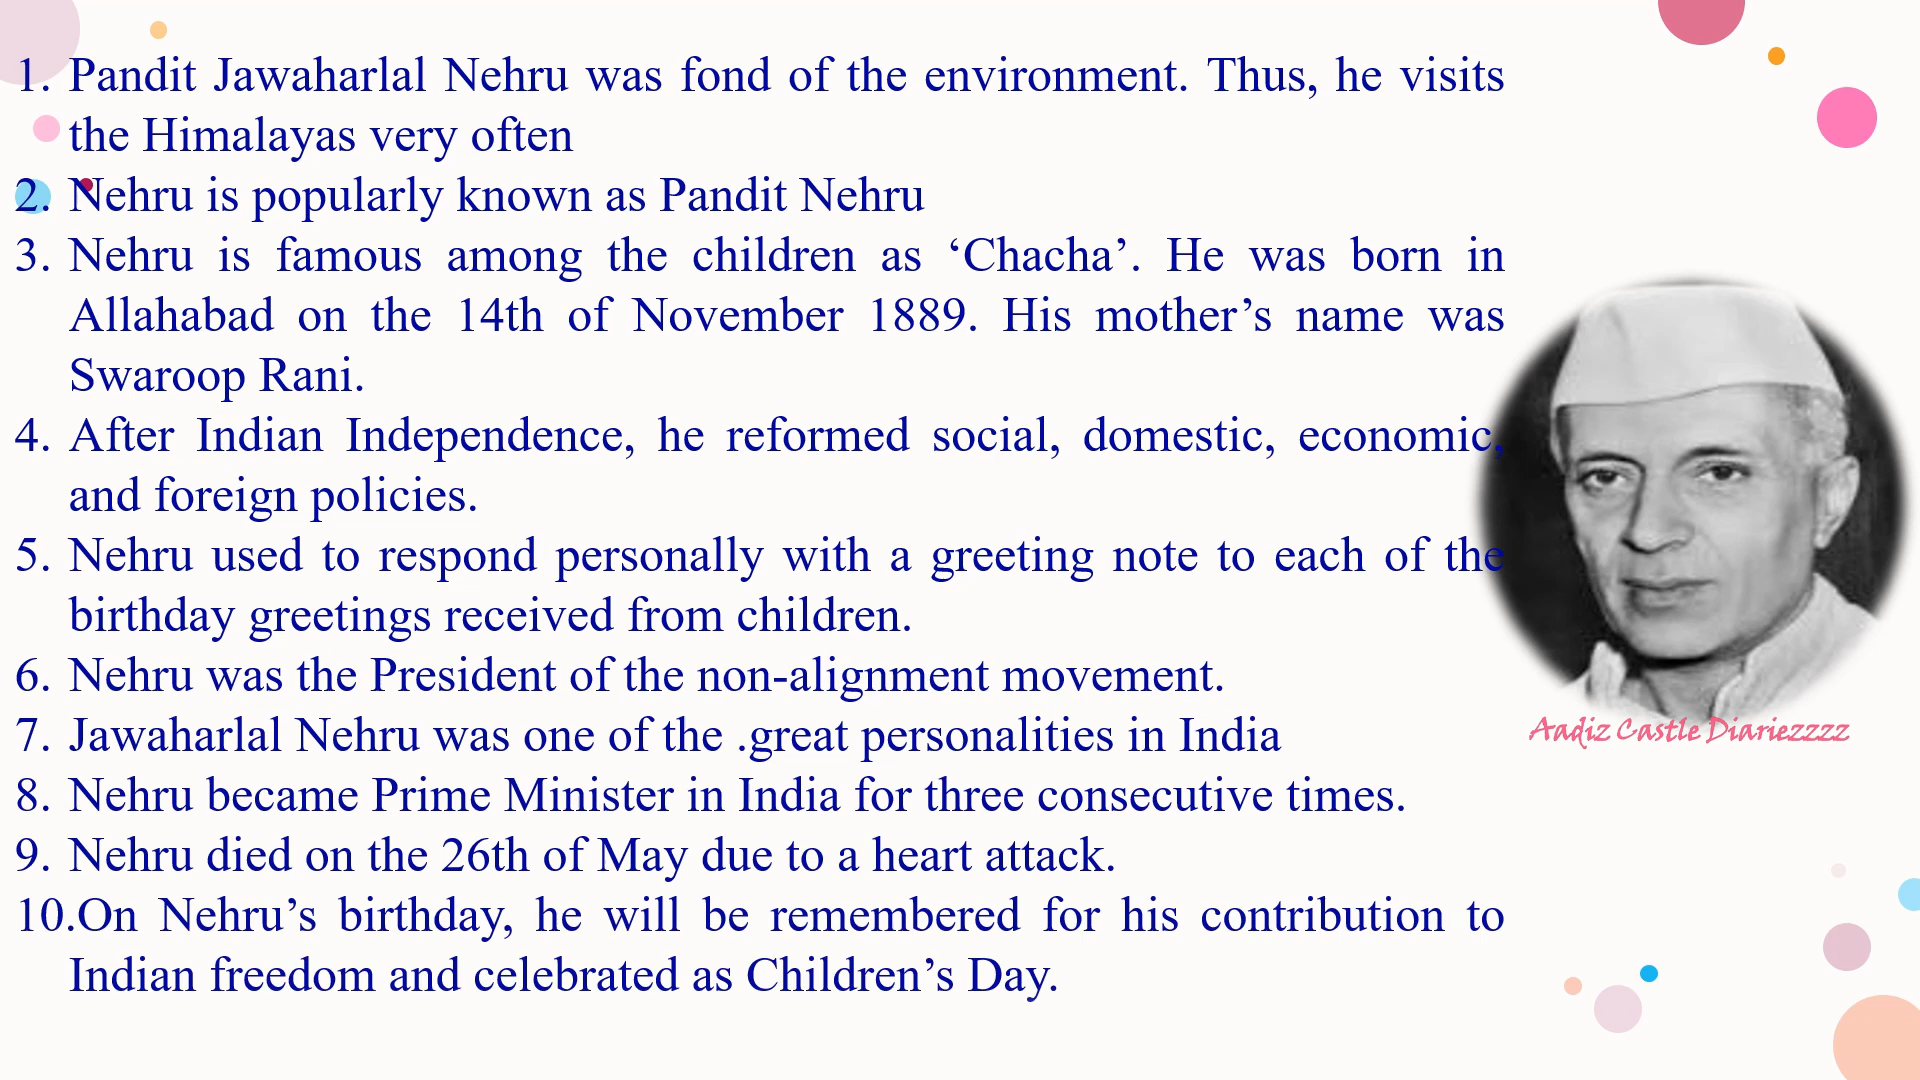 1. Pandit Jawaharlal Nehru was fond of the environment. Thus, he visits
the Himalayas very often
2. Nehru is popularly known as Pandit Nehru
3. Nehru is famous among the children as ‘Chacha’. He was born in
Allahabad on the 14th of November 1889. His mother’s name was
Swaroop Rani.
4. After Indian Independence, he reformed social, domestic, economic,
and foreign policies.
5. Nehru used to respond personally with a greeting note to each of the
birthday greetings received from children.
6. Nehru was the President of the non-alignment movement.
7. Jawaharlal Nehru was one of the .great personalities in India
8. Nehru became Prime Minister in India for three consecutive times.
9. Nehru died on the 26th of May due to a heart attack.
10.On Nehru’s birthday, he will be remembered for his contribution to
Indian freedom and celebrated as Children’s Day.
Aadiz Castle Diariezzzz